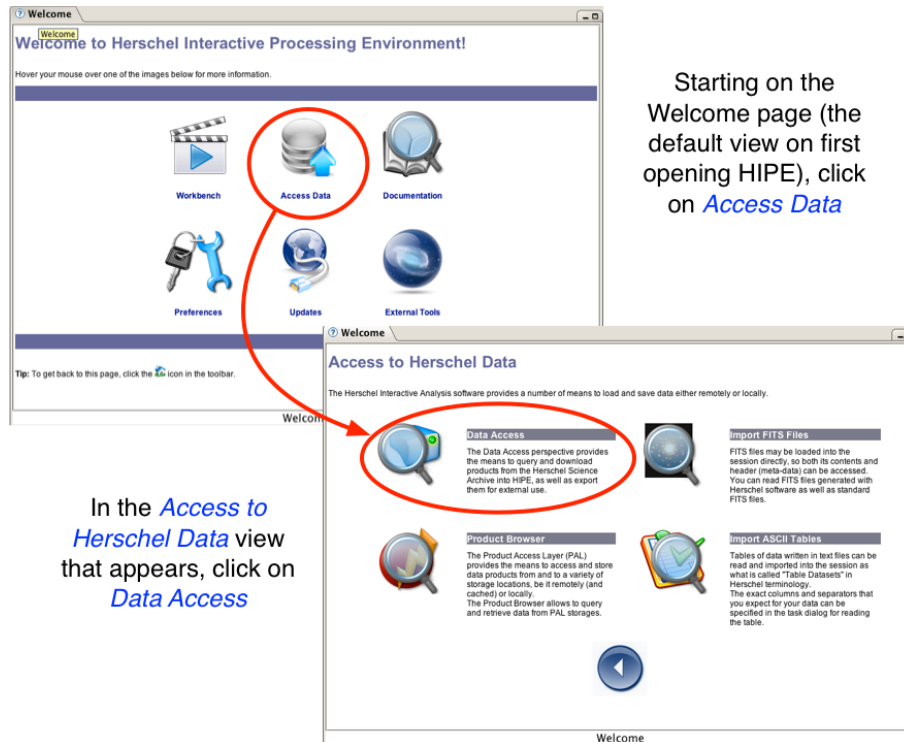 Welcome
Welcome
Welcome to Herschel Interactive Processing Environment!
Hover your mouse over one of the images below for more information.
Workbench
Access Data
Documentation
Preferences
Updates
External Tools
Tip: To get back to this page, click the icon in the toolbar.
Starting on the
Welcome page (the
default view on first
opening HIPE), click
on Access Data
Welcome
Access to Herschel Data
The Herschel Interactive Analysis software provides a number of means to load and save data either remotely or locally.
Data Access
The Data Access perspective provides
the means to query and download
products from the Herschel Science
Archive into HIPE, as well as export
them for external use.
Import FITS Files
FITS files may be loaded into the
session directly, so both its contents and
header (meta-data) can be accessed.
You can read FITS files generated with
Herschel software as well as standard
FITS files.
Product Browser
The Product Access Layer (PAL)
provides the means to access and store
data products from and to a variety of
storage locations, be it remotely (and
cached) or locally.
The Product Browser allows to query
and retrieve data from PAL storages.
Import ASCII Tables
Tables of data written in text files can be
read and imported into the session as
what is called "Table Datasets" in
Herschel terminology.
The exact columns and separators that
you expect for your data can be
specified in the task dialog for reading
the table.
Welcome
In the Access to
Herschel Data view
that appears, click on
Data Access